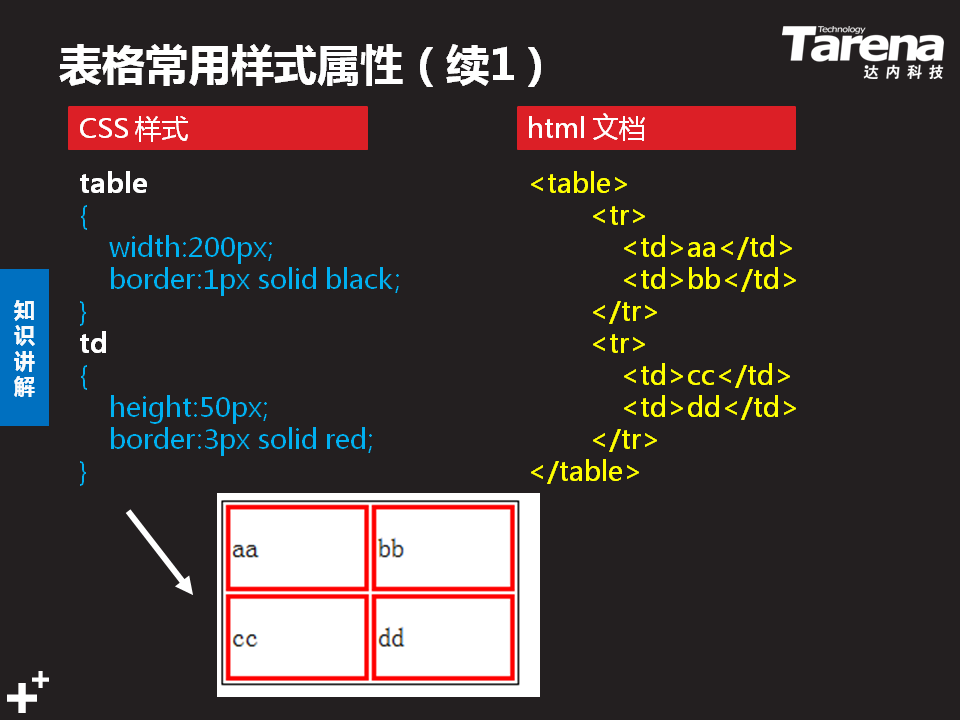 表格常用样式属性（续1）
Technology
Tarena
达内科技
CSS 样式
table
{
width:200px;
border:1px solid black;
}
td
{
height:50px;
border:3px solid red;
}
html 文档
<table>
<tr>
<td>aa</td>
<td>bb</td>
</tr>
<tr>
<td>cc</td>
<td>dd</td>
</tr>
</table>
知识讲解
aa bb
cc dd